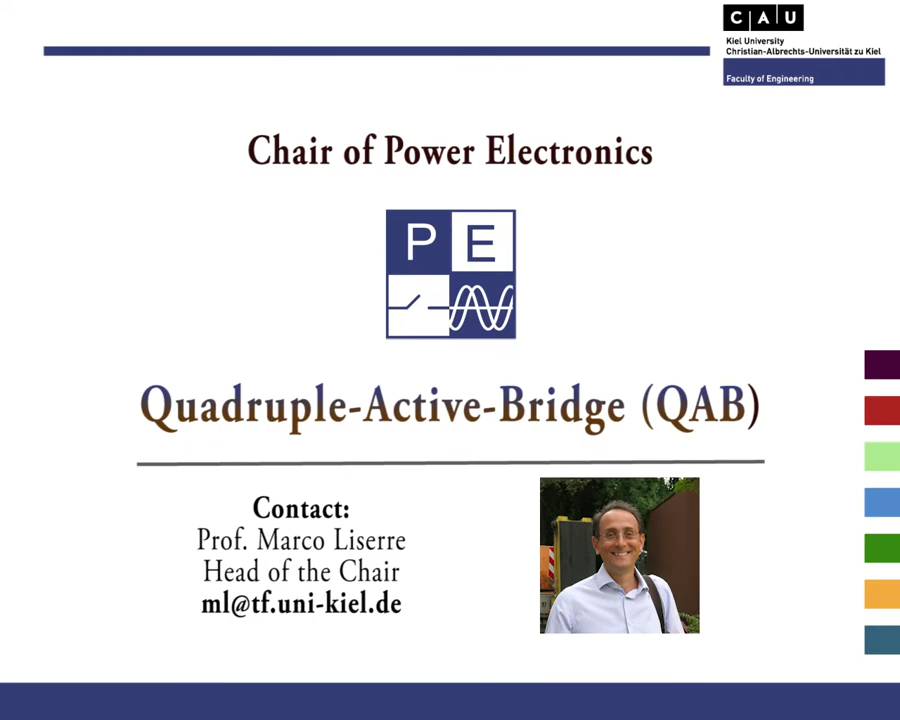 CAU
Kiel University
Christian-Albrechts-Universität zu Kiel
Faculty of Engineering
Chair of Power Electronics
P E
Quadruple-Active-Bridge (QAB)
Contact:
Prof. Marco Liserre
Head of the Chair
ml@tf.uni-kiel.de